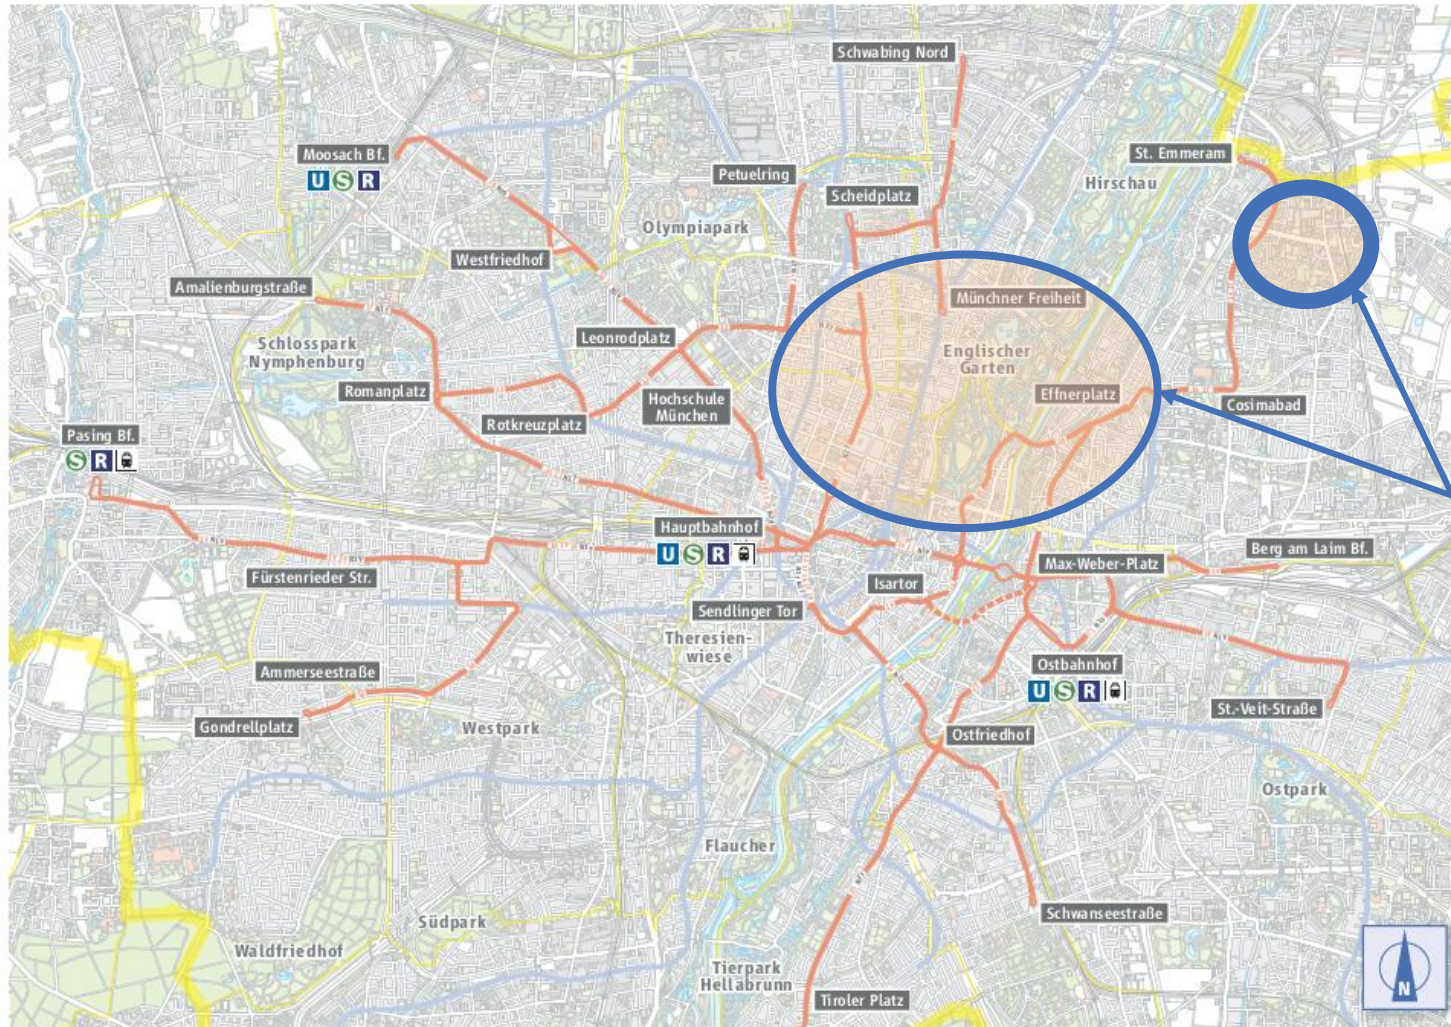 Schwabing Nord
St. Emmeram
Moosach Bf.
U S R
Petuelring
Hirschau
Scheidplatz
Olympiapark
Westfriedhof
Amalienburgstraße
Münchner Freiheit
Schlosspark
Nymphenburg
Leonrodplatz
Englischer
Garten
Romanplatz
Hochschule
München
Effnerplatz
Cosimabad
Rotkreuzplatz
Pasing Bf.
S R
Hauptbahnhof
U S R
Berg am Laim Bf.
Max-Weber-Platz
Fürstenrieder Str.
Isartor
Sendlinger Tor
Theresien-
wiese
Ostbahnhof
U S R
Ammerseestraße
St.-Veit-Straße
Gondrellplatz
Westpark
Ostfriedhof
Ostpark
Flaucher
Südpark
Schwanseestraße
Waldfriedhof
Tierpark
Hellabrunn
Tiroler Platz
N